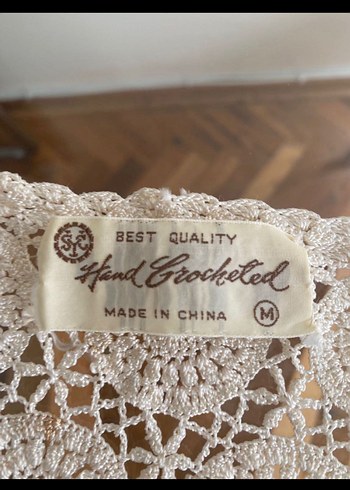 BEST QUALITY
Hand Crocheted
MADE IN CHINA M